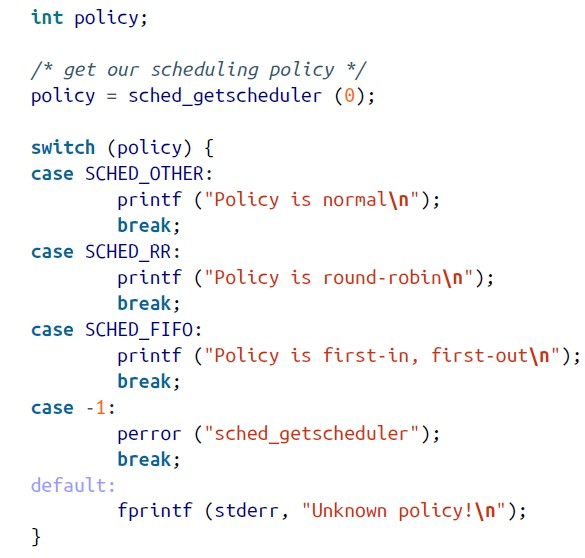 int policy;
/* get our scheduling policy */
policy = sched_getscheduler (0);
switch (policy) {
case SCHED_OTHER:
        printf ("Policy is normal\n");
        break;
case SCHED_RR:
        printf ("Policy is round-robin\n");
        break;
case SCHED_FIFO:
        printf ("Policy is first-in, first-out\n");
        break;
case -1:
        perror ("sched_getscheduler");
        break;
default:
        fprintf (stderr, "Unknown policy!\n");
}